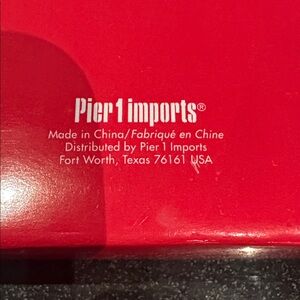 Pier 1 imports®
Made in China/Fabriqué en Chine
Distributed by Pier 1 Imports
Fort Worth, Texas 76161 USA